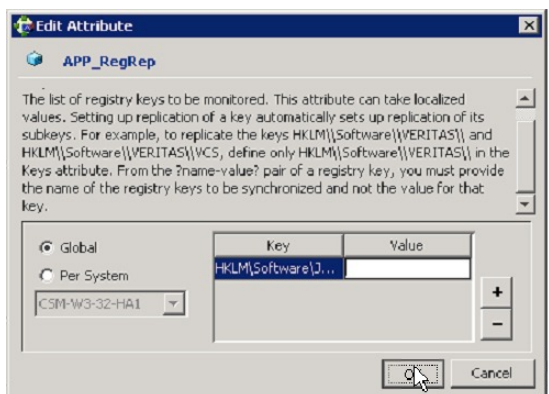 Edit Attribute
APP_RegRep
The list of registry keys to be monitored. This attribute can take localized
values. Setting up replication of a key automatically sets up replication of its
subkeys. For example, to replicate the keys HKLM\\Software\\VERITAS\\ and
HKLM\\Software\\VERITAS\\VCS, define only HKLM\\Software\\VERITAS\\ in the
Keys attribute. From the ?name-value? pair of a registry key, you must provide
the name of the registry keys to be synchronized and not the value for that
key.
Global
Per System
CSM-W3-32-HA1
Key Value
HKLM\Software\J...
+
−
OK Cancel